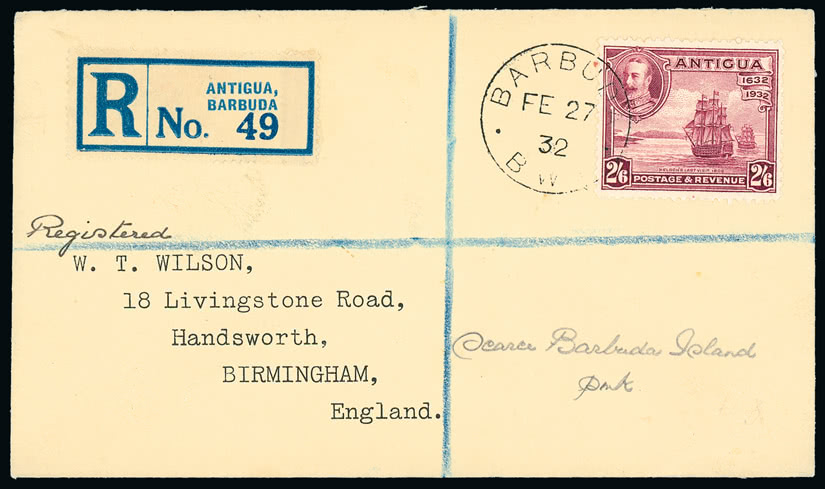 R
ANTIGUA,
BARBUDA
No. 49
BARBUDA
FE 27
32
B W
ANTIGUA
1632
1932
2/6
POSTAGE & REVENUE
2/6
Registered
W. T. WILSON,
18 Livingstone Road,
Handsworth,
BIRMINGHAM,
England.
Scarce Barbuda Island
pmk